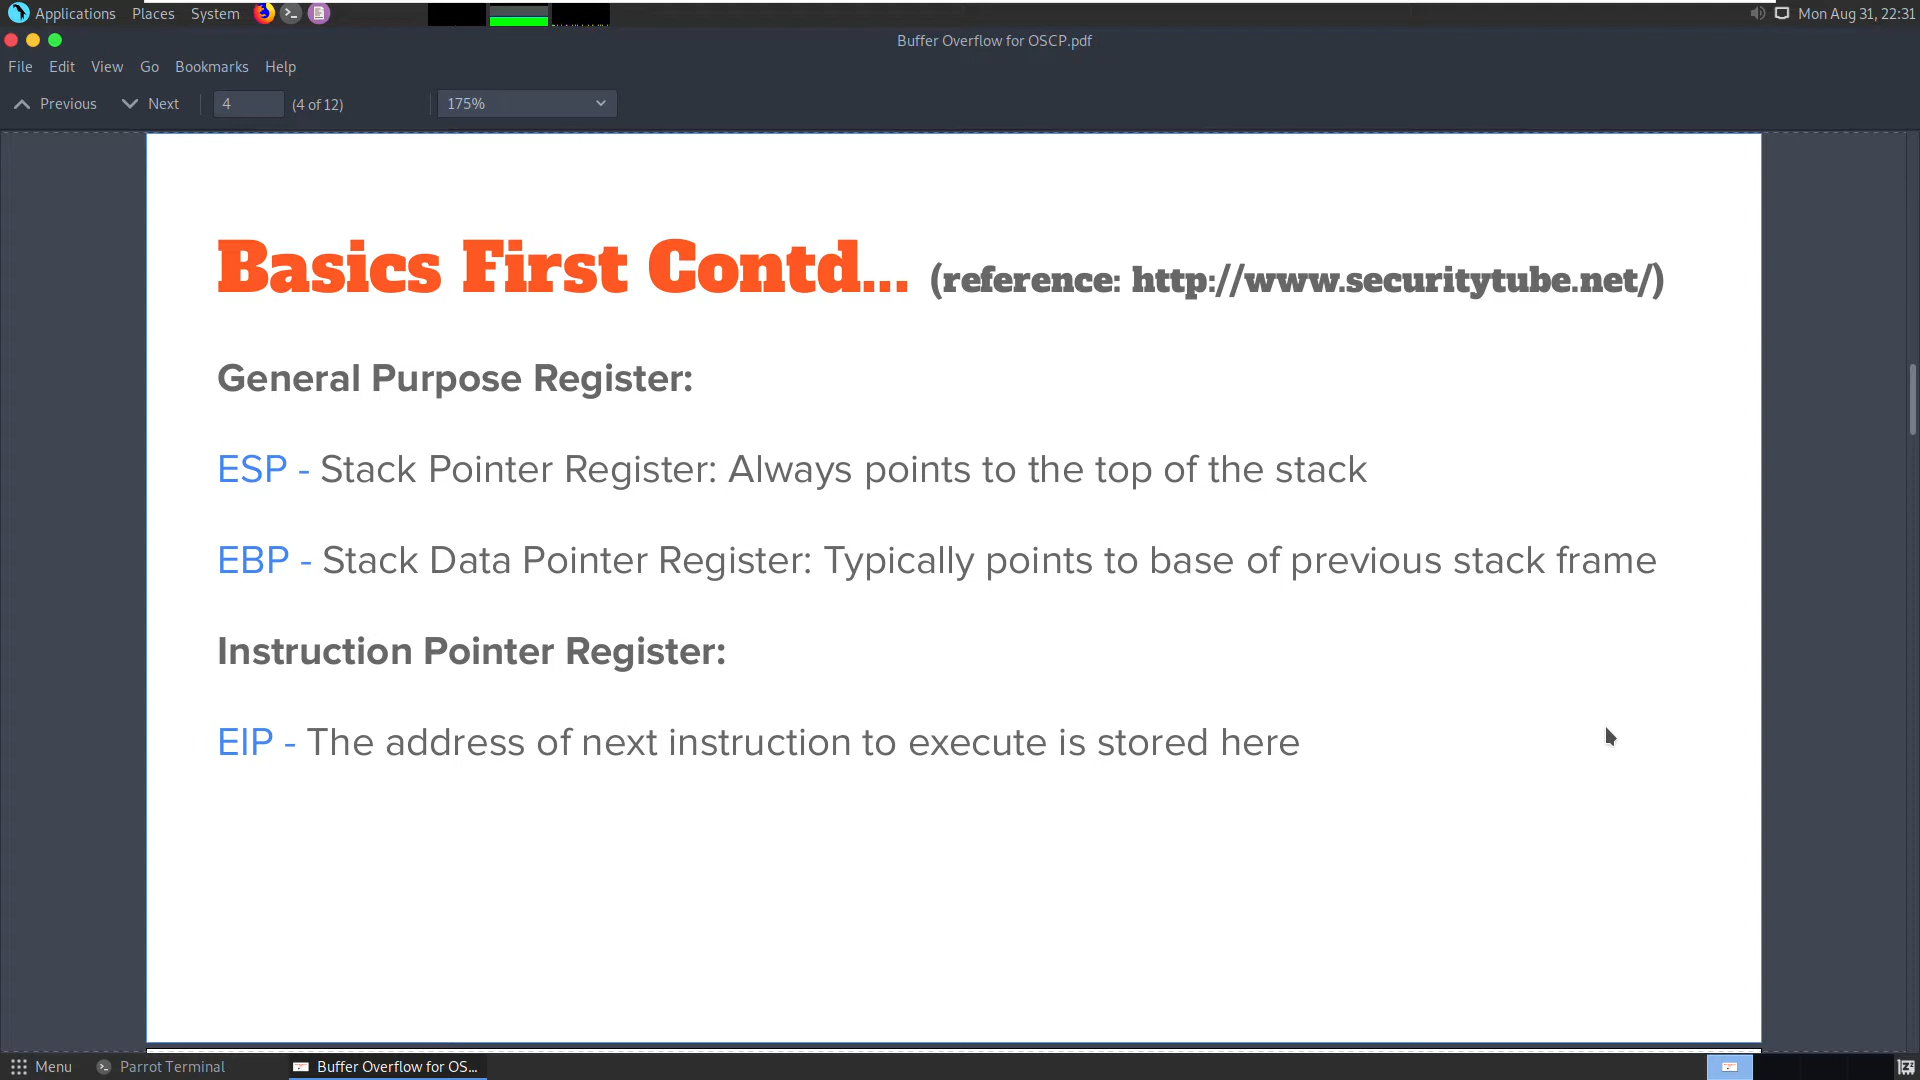 Applications Places System
Mon Aug 31, 22:31
Buffer Overflow for OSCP.pdf
File Edit View Go Bookmarks Help
Previous Next 4 (4 of 12) 175%
Basics First Contd... (reference: http://www.securitytube.net/)
General Purpose Register:
ESP - Stack Pointer Register: Always points to the top of the stack
EBP - Stack Data Pointer Register: Typically points to base of previous stack frame
Instruction Pointer Register:
EIP - The address of next instruction to execute is stored here
Menu Parrot Terminal Buffer Overflow for OS...